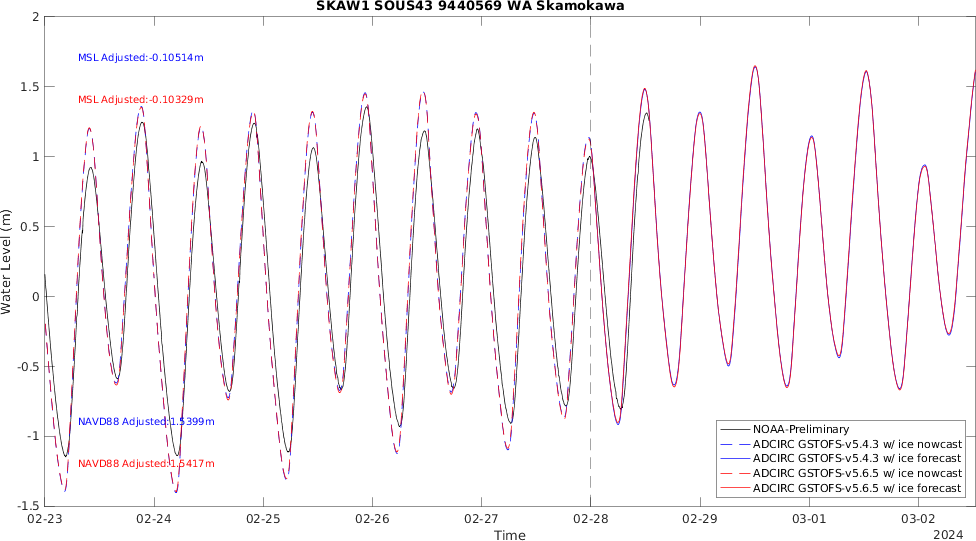 SKAW1 SOUS43 9440569 WA Skamokawa
2
1.5
1
0.5
0
-0.5
-1
-1.5
Water Level (m)
MSL Adjusted:-0.10514m
MSL Adjusted:-0.10329m
NAVD88 Adjusted:1.5399m
NAVD88 Adjusted:1.5417m
NOAA-Preliminary
ADCIRC GSTOFS-v5.4.3 w/ ice nowcast
ADCIRC GSTOFS-v5.4.3 w/ ice forecast
ADCIRC GSTOFS-v5.6.5 w/ ice nowcast
ADCIRC GSTOFS-v5.6.5 w/ ice forecast
02-23 02-24 02-25 02-26 02-27 02-28 02-29 03-01 03-02
Time
2024